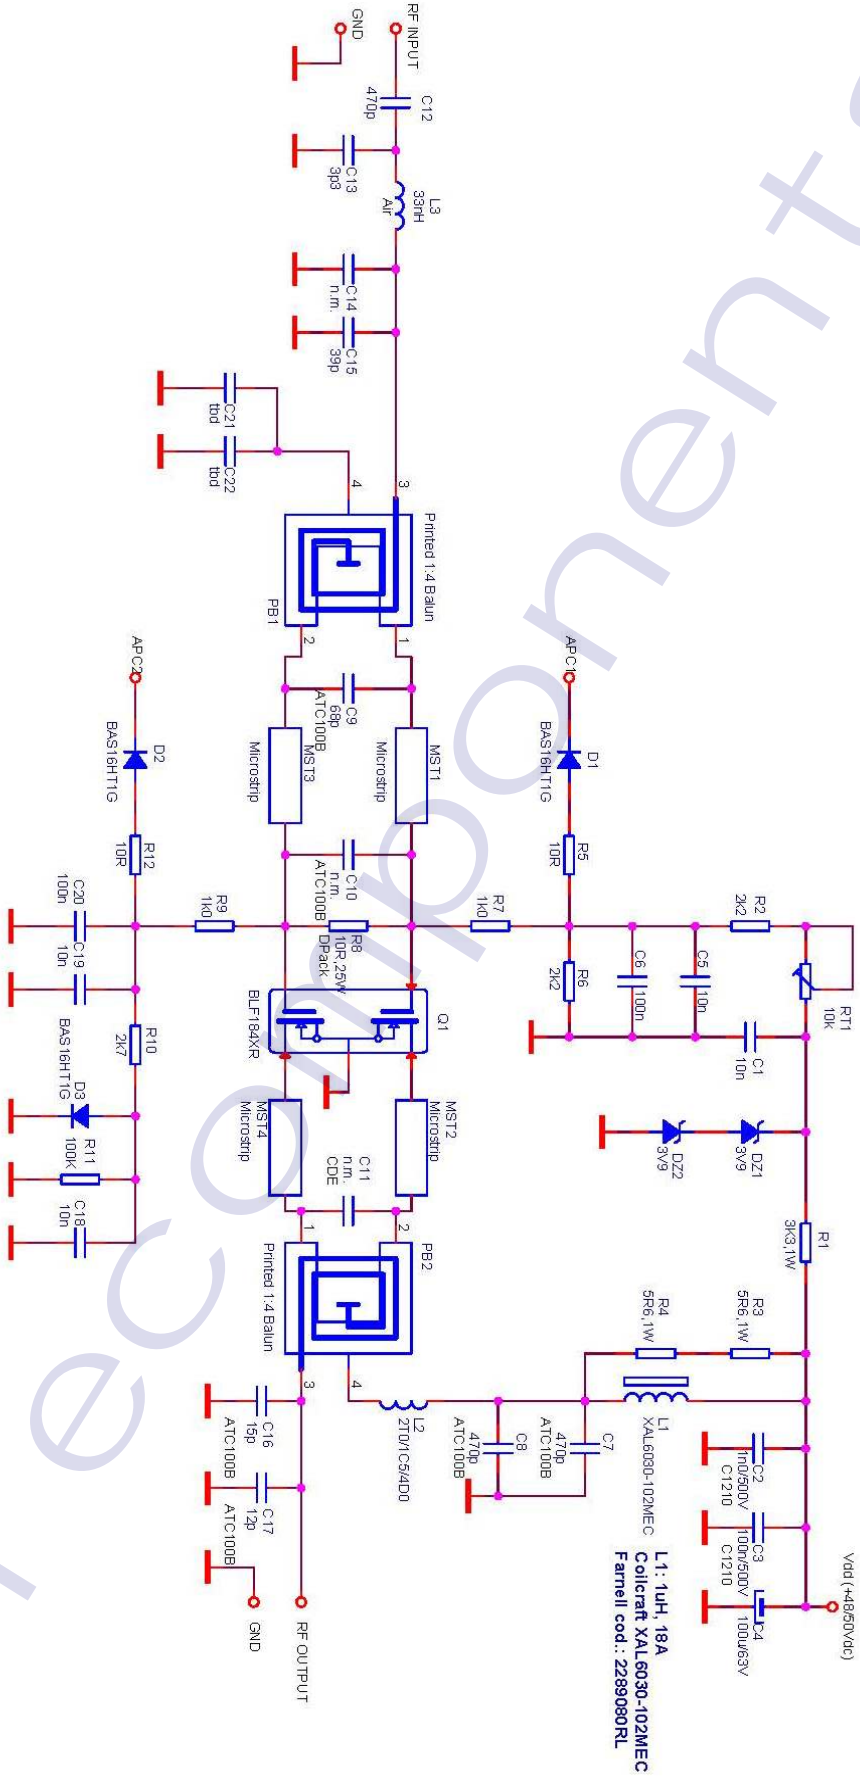 RF INPUT
GND
C12
470p
C13
3p3
L3
33nH
Air
C14
n.m.
C15
39p
C21
tbd
C22
tbd
3
4
Printed 1:4 Balun
PB1
1
2
C9
68p
ATC100B
MST1
Microstrip
MST3
Microstrip
C10
n.m.
ATC100B
R8
10R,25W
DPack
Q1
BLF184XR
MST2
Microstrip
MST4
Microstrip
C11
n.m.
CDE
PB2
2
1
Printed 1:4 Balun
4
3
C16
15p
ATC100B
C17
12p
ATC100B
RF OUTPUT
GND
APC1
D1
BAS16HT1G
R5
10R
R7
1k0
R6
2k2
C6
100n
C5
10n
R2
2k2
RT1
10k
C1
10n
DZ1
3V9
DZ2
3V9
R1
3K3,1W
R3
5R6,1W
R4
5R6,1W
L1
XAL6030-102MEC
C7
470p
ATC100B
C8
470p
ATC100B
L2
2T0/1C5/4D0
C2
1n0/500V
C1210
C3
100n/500V
C1210
C4
100u/63V
Vdd (+48/50Vdc)
L1: 1uH, 18A
Coilcraft XAL6030-102MEC
Farnell cod.: 2289080RL
APC2
D2
BAS16HT1G
R12
10R
R9
1k0
C20
100n
C19
10n
R10
2k7
D3
BAS16HT1G
R11
100K
C18
10n
ecomponents